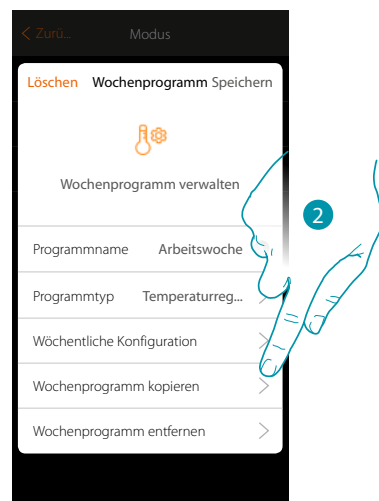 < Zurü... Modus
Löschen Wochenprogramm Speichern
Wochenprogramm verwalten
2
Programmname Arbeitswoche
Programmtyp Temperaturreg...
Wöchentliche Konfiguration
Wochenprogramm kopieren
Wochenprogramm entfernen